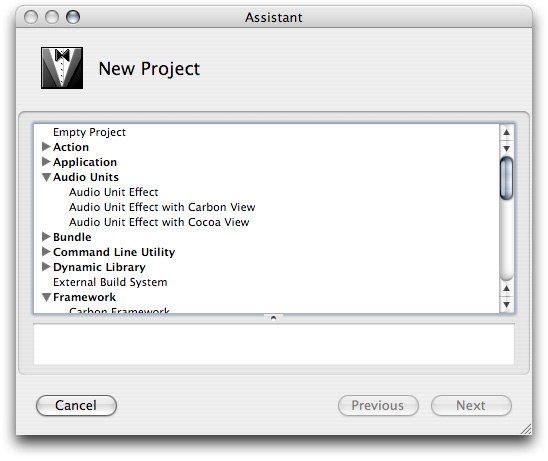 Assistant
New Project
Empty Project
Action
Application
Audio Units
Audio Unit Effect
Audio Unit Effect with Carbon View
Audio Unit Effect with Cocoa View
Bundle
Command Line Utility
Dynamic Library
External Build System
Framework
Carbon Framework
Cancel
Previous
Next